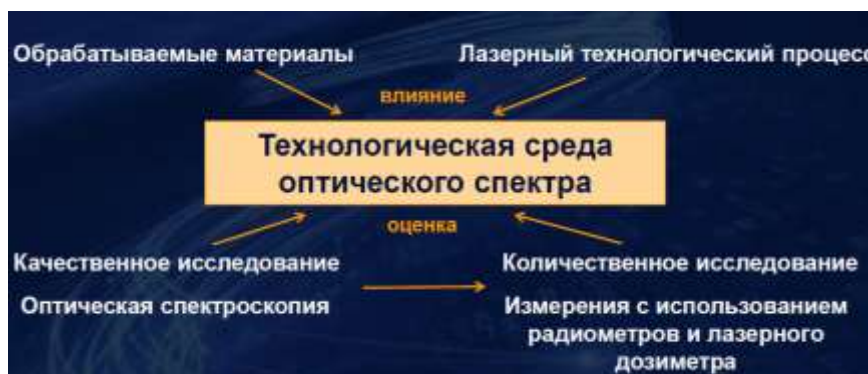 Обрабатываемые материалы
Лазерный технологический процесс
влияние
Технологическая среда
оптического спектра
оценка
Качественное исследование
Оптическая спектроскопия
Количественное исследование
Измерения с использованием
радиометров и лазерного
дозиметра